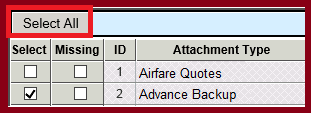 Select All
Select Missing ID Attachment Type
1 Airfare Quotes
2 Advance Backup